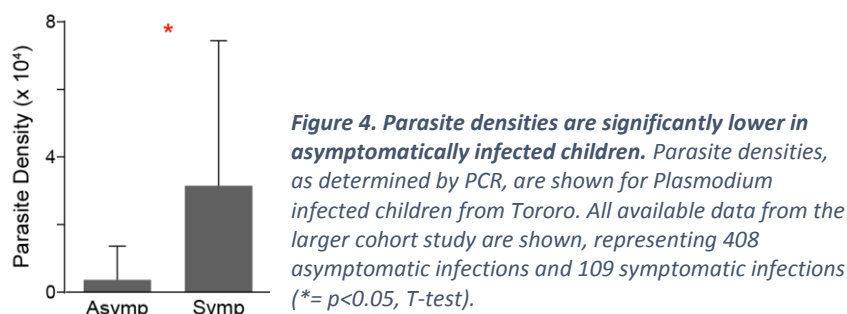 8
*
4
0
Parasite Density (x 10⁴)
Asymp Symp
Figure 4. Parasite densities are significantly lower in
asymptomatically infected children. Parasite densities,
as determined by PCR, are shown for Plasmodium
infected children from Tororo. All available data from the
larger cohort study are shown, representing 408
asymptomatic infections and 109 symptomatic infections
(*= p<0.05, T-test).